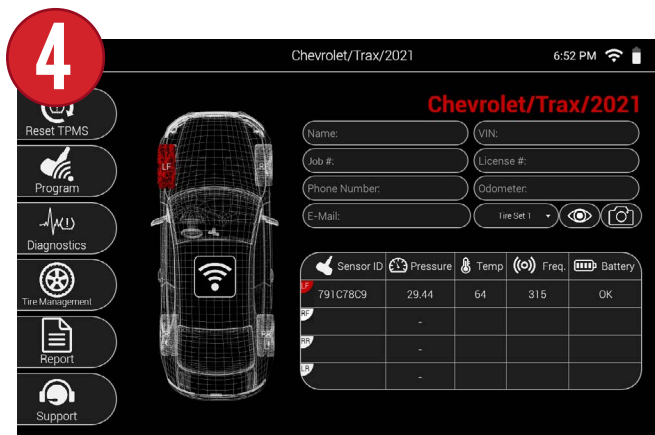 4
Chevrolet/Trax/2021
6:52 PM
Reset TPMS
Program
Diagnostics
Tire Management
Report
Support
LF
RF
RR
Chevrolet/Trax/2021
Name: VIN:
Job #: License #:
Phone Number: Odometer:
E-Mail: Tire Set 1
Sensor ID Pressure Temp Freq. Battery
LF 791C78C9 29.44 64 315 OK
RF -
RR -
LR -